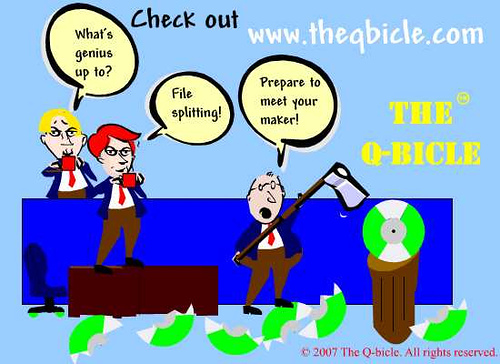 Check out
www.theqbicle.com
What's
genius
up to?
File
splitting!
Prepare to
meet your
maker!
THE
Q-BICLE
© 2007 The Q-bicle. All rights reserved.